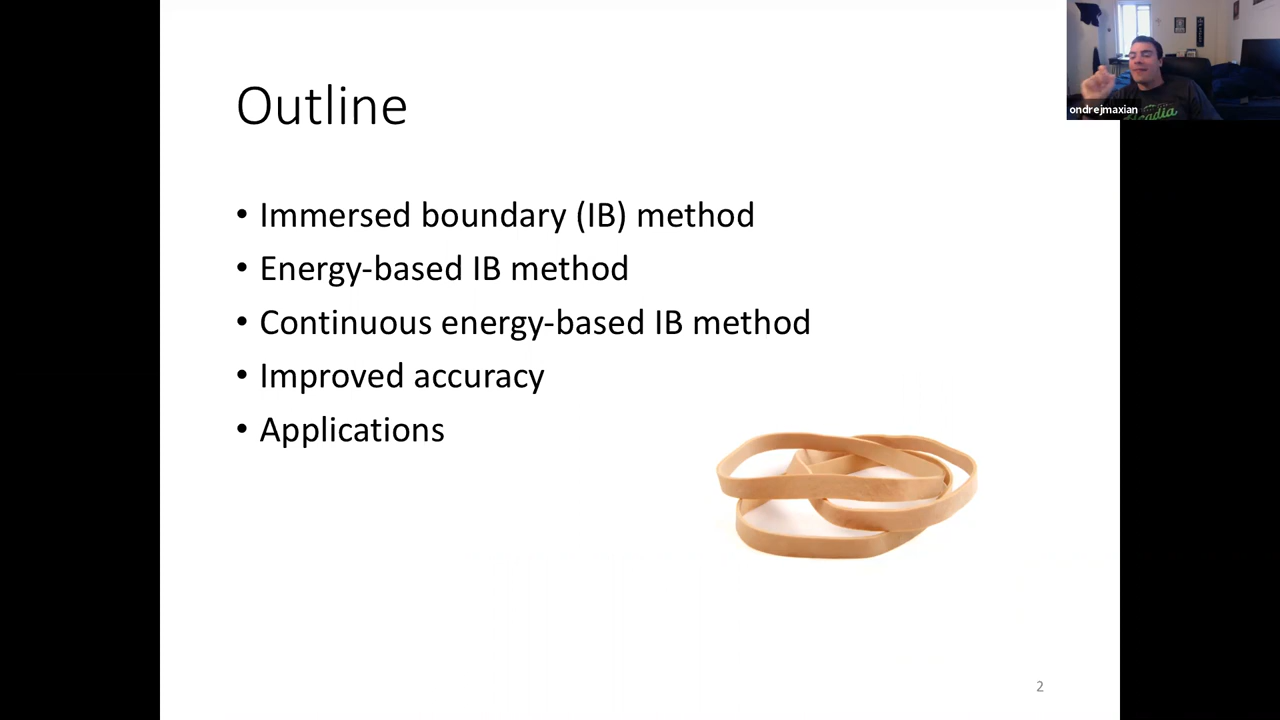 Outline
• Immersed boundary (IB) method
• Energy-based IB method
• Continuous energy-based IB method
• Improved accuracy
• Applications
2
ondrejmaxian